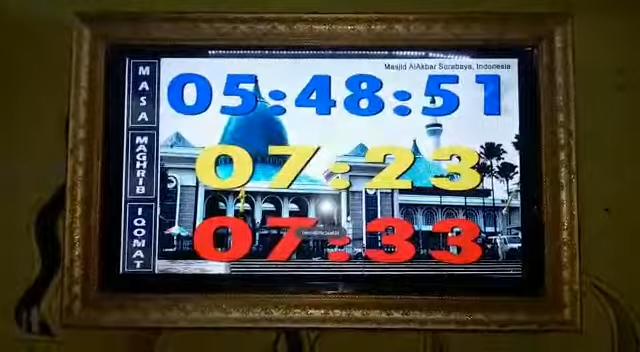 Masjid AlAkbar Surabaya, Indonesia
MASA
05:48:51
MAGHRIB
07:23
IQOMAT
07:33